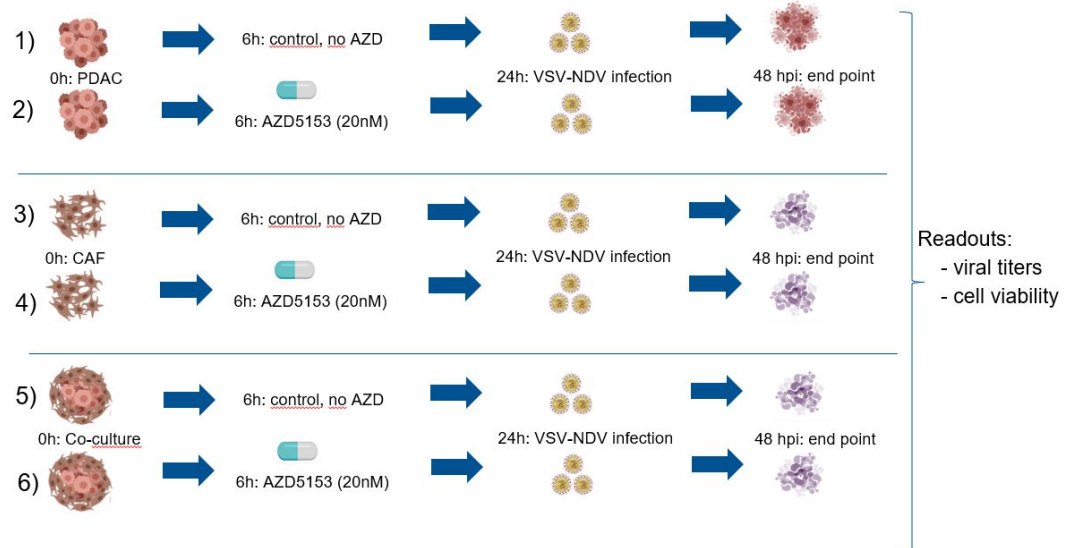 1)
6h: control, no AZD
0h: PDAC
24h: VSV-NDV infection
48 hpi: end point
2)
6h: AZD5153 (20nM)
3)
6h: control, no AZD
0h: CAF
24h: VSV-NDV infection
48 hpi: end point
4)
6h: AZD5153 (20nM)
Readouts:
- viral titers
- cell viability
5)
6h: control, no AZD
0h: Co-culture
24h: VSV-NDV infection
48 hpi: end point
6)
6h: AZD5153 (20nM)